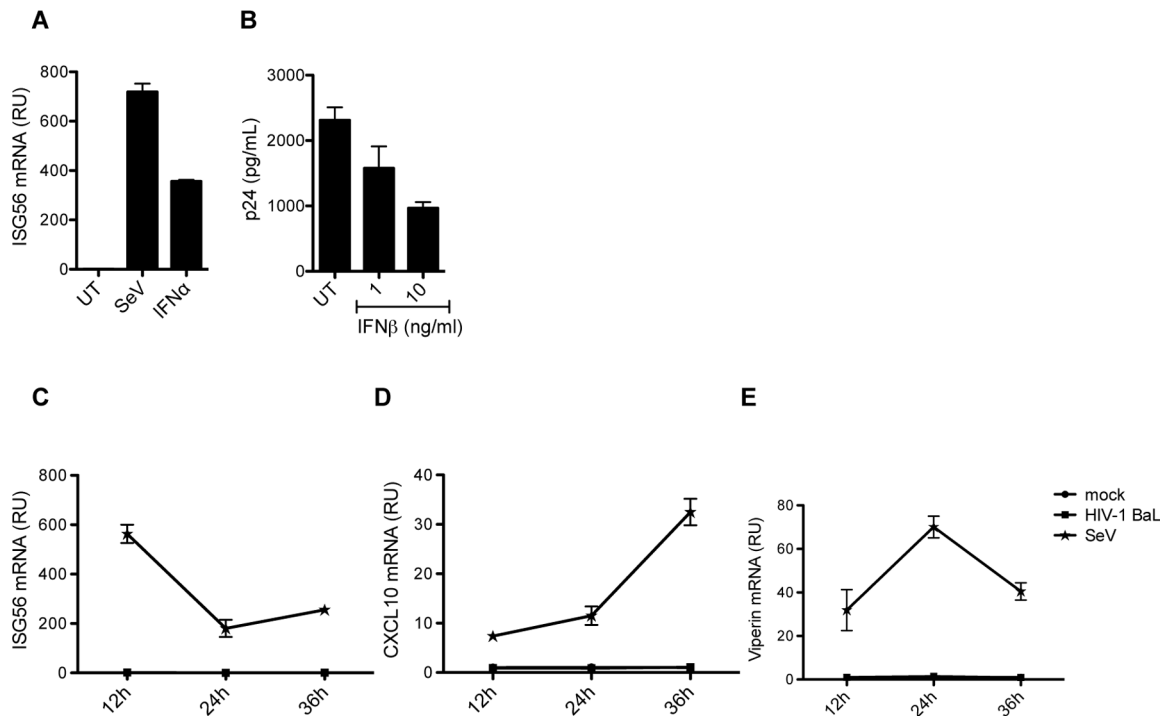 A
B
ISG56 mRNA (RU)
800
600
400
200
0
UT
SeV
IFNα
p24 (pg/mL)
3000
2000
1000
0
UT
1
10
IFNβ (ng/ml)
C
D
E
ISG56 mRNA (RU)
800
600
400
200
0
12h
24h
36h
CXCL10 mRNA (RU)
40
30
20
10
0
12h
24h
36h
Viperin mRNA (RU)
80
60
40
20
0
12h
24h
36h
mock
HIV-1 BaL
SeV